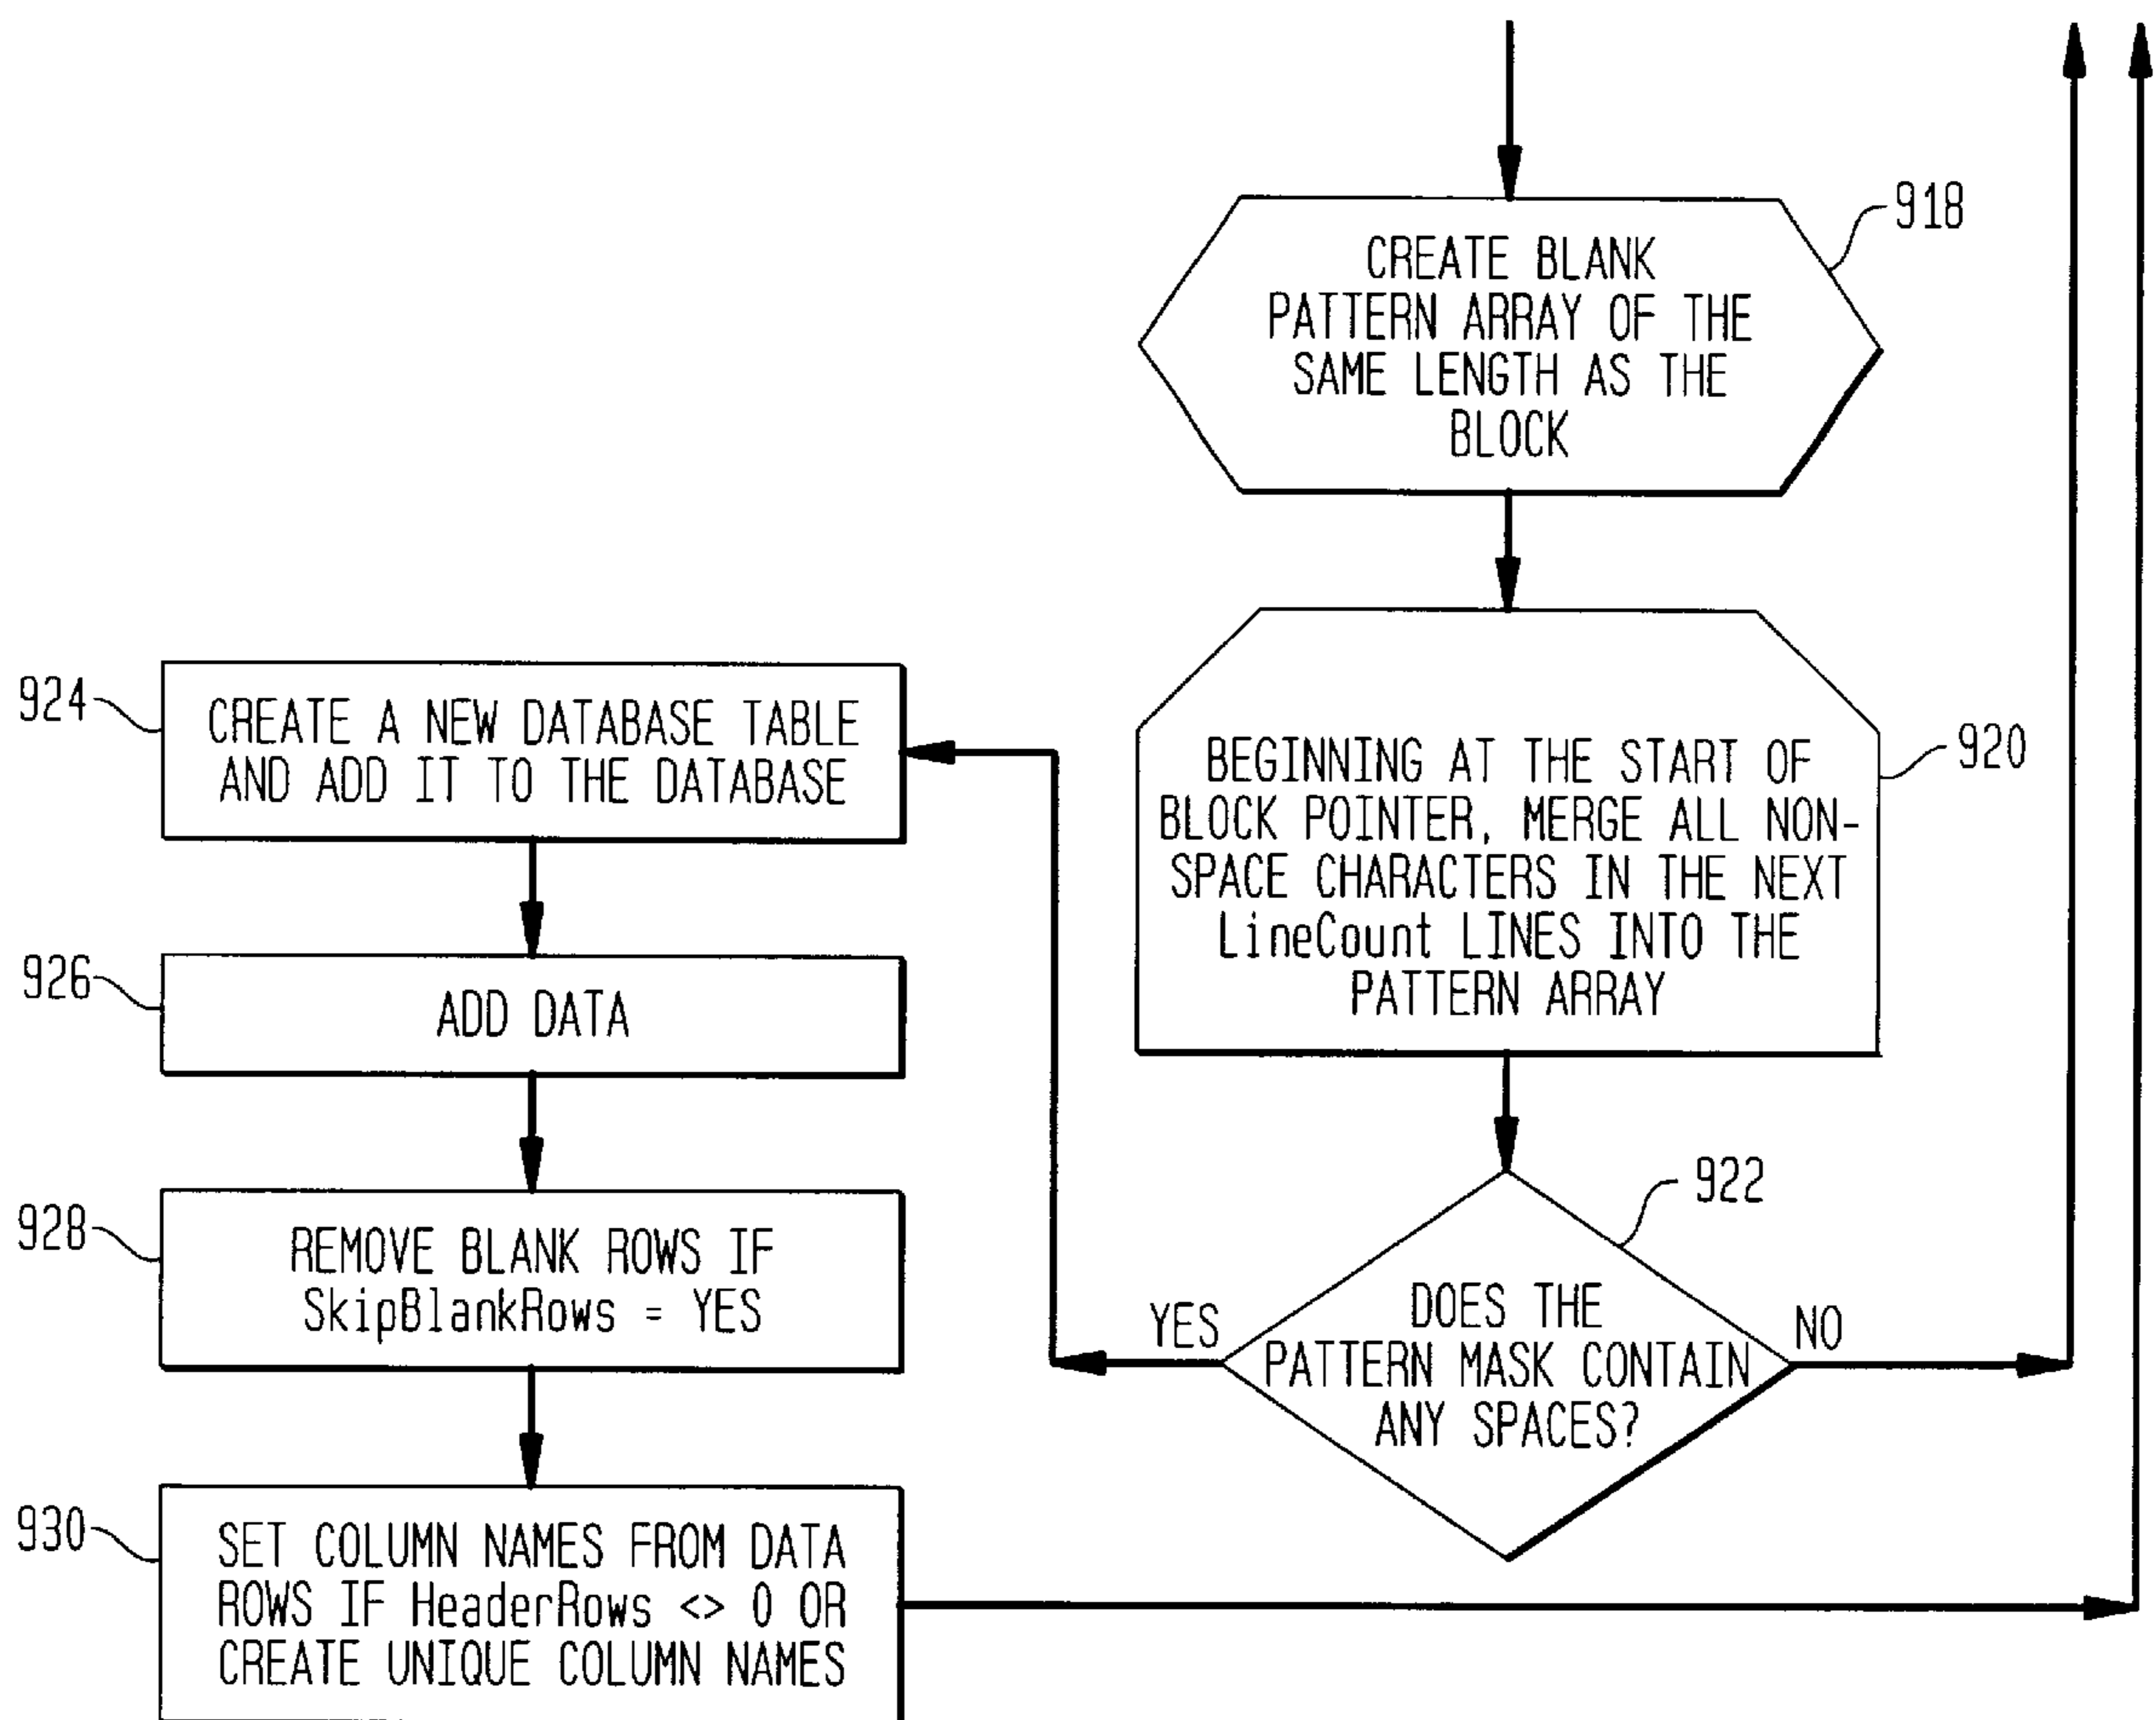 918
CREATE BLANK
PATTERN ARRAY OF THE
SAME LENGTH AS THE
BLOCK
920
BEGINNING AT THE START OF
BLOCK POINTER, MERGE ALL NON-
SPACE CHARACTERS IN THE NEXT
LineCount LINES INTO THE
PATTERN ARRAY
922
DOES THE
PATTERN MASK CONTAIN
ANY SPACES?
YES
NO
924
CREATE A NEW DATABASE TABLE
AND ADD IT TO THE DATABASE
926
ADD DATA
928
REMOVE BLANK ROWS IF
SkipBlankRows = YES
930
SET COLUMN NAMES FROM DATA
ROWS IF HeaderRows <> 0 OR
CREATE UNIQUE COLUMN NAMES